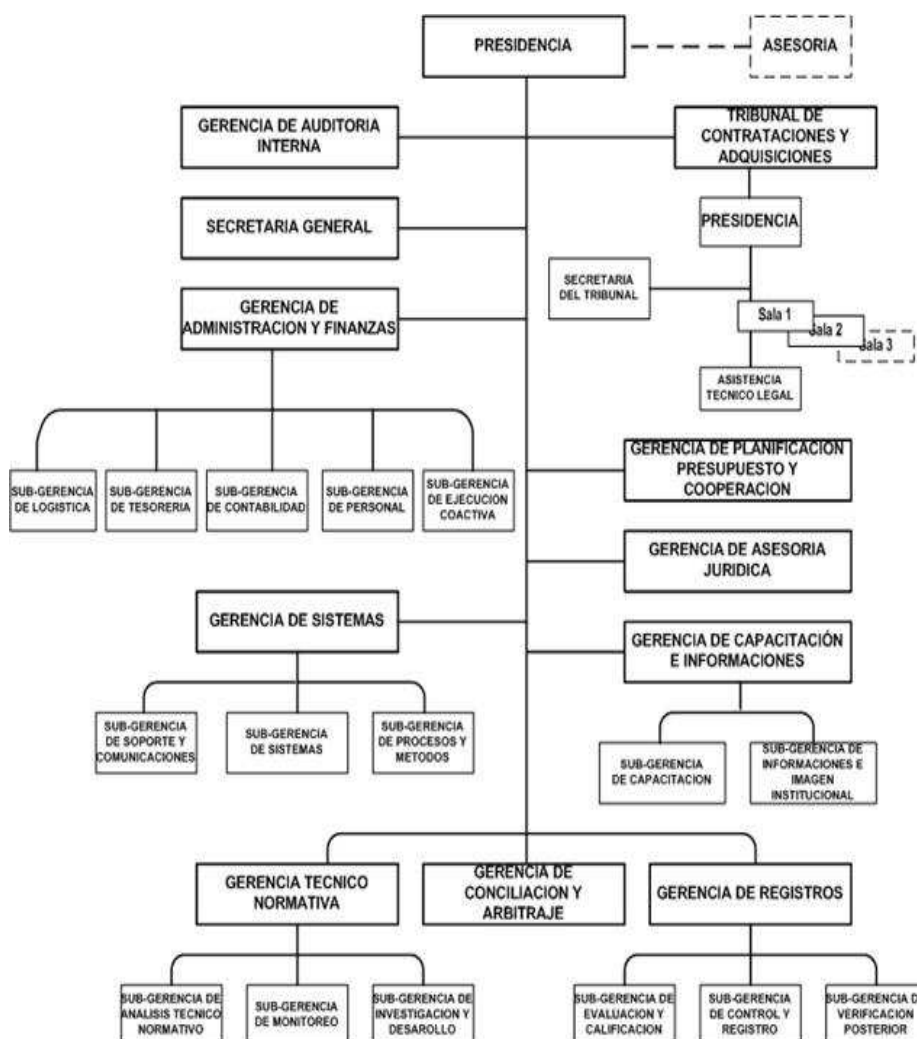 PRESIDENCIA
ASESORIA
GERENCIA DE AUDITORIA
INTERNA
TRIBUNAL DE
CONTRATACIONES Y
ADQUISICIONES
SECRETARIA GENERAL
PRESIDENCIA
SECRETARIA
DEL TRIBUNAL
GERENCIA DE
ADMINISTRACION Y FINANZAS
Sala 1
Sala 2
Sala 3
ASISTENCIA
TECNICO LEGAL
SUB-GERENCIA
DE LOGISTICA
SUB-GERENCIA
DE TESORERIA
SUB-GERENCIA
DE CONTABILIDAD
SUB-GERENCIA
DE PERSONAL
SUB-GERENCIA
DE EJECUCION
COACTIVA
GERENCIA DE PLANIFICACION
PRESUPUESTO Y
COOPERACION
GERENCIA DE ASESORIA
JURIDICA
GERENCIA DE SISTEMAS
GERENCIA DE CAPACITACIÓN
E INFORMACIONES
SUB-GERENCIA
DE SOPORTE Y
COMUNICACIONES
SUB-GERENCIA
DE SISTEMAS
SUB-GERENCIA
DE PROCESOS Y
METODOS
SUB-GERENCIA
DE CAPACITACION
SUB-GERENCIA DE
INFORMACIONES E
IMAGEN
INSTITUCIONAL
GERENCIA TECNICO
NORMATIVA
GERENCIA DE
CONCILIACION Y
ARBITRAJE
GERENCIA DE REGISTROS
SUB-GERENCIA DE
ANALISIS TECNICO
NORMATIVO
SUB-GERENCIA
DE MONITOREO
SUB-GERENCIA DE
INVESTIGACION Y
DESAROLLO
SUB-GERENCIA DE
EVALUACION Y
CALIFICACION
SUB-GERENCIA
DE CONTROL Y
REGISTRO
SUB-GERENCIA D
VERIFICACION
POSTERIOR